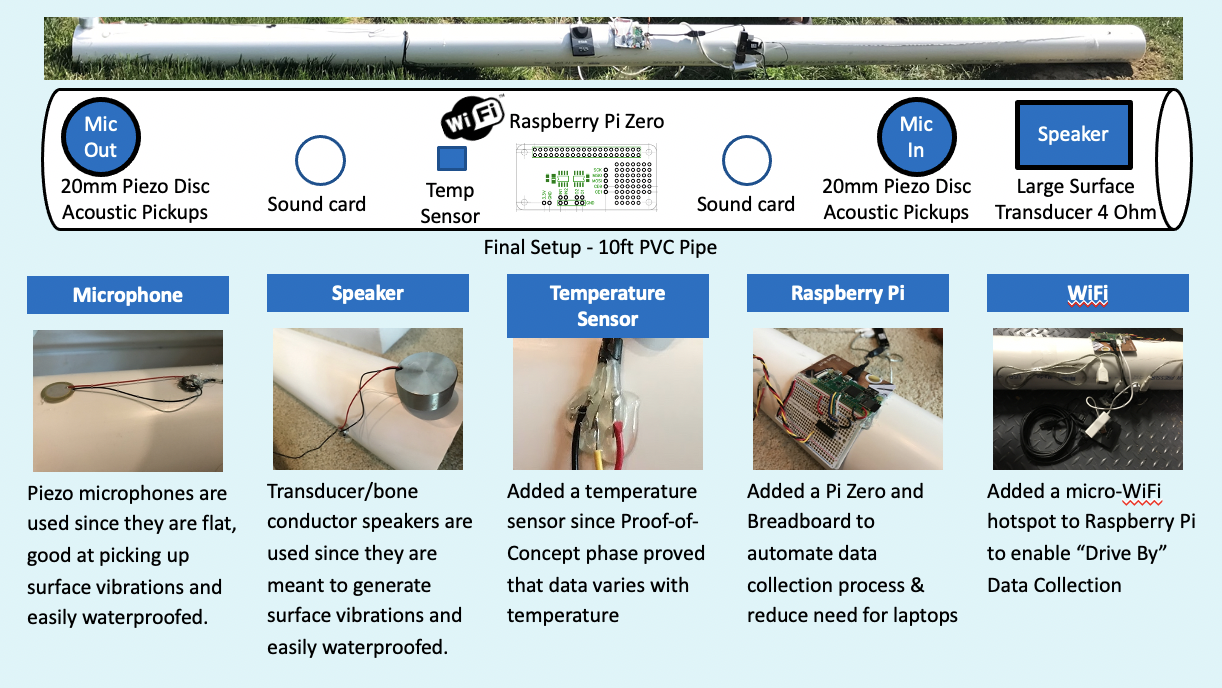 WiFi
Raspberry Pi Zero
Mic
Out
Mic
In
Speaker
20mm Piezo Disc
Acoustic Pickups
Sound card
Temp
Sensor
Sound card
20mm Piezo Disc
Acoustic Pickups
Large Surface
Transducer 4 Ohm
Final Setup - 10ft PVC Pipe
Microphone
Piezo microphones are
used since they are flat,
good at picking up
surface vibrations and
easily waterproofed.
Speaker
Transducer/bone
conductor speakers are
used since they are
meant to generate
surface vibrations and
easily waterproofed.
Temperature
Sensor
Added a temperature
sensor since Proof-of-
Concept phase proved
that data varies with
temperature
Raspberry Pi
Added a Pi Zero and
Breadboard to
automate data
collection process &
reduce need for laptops
WiFi
Added a micro-WiFi
hotspot to Raspberry Pi
to enable “Drive By”
Data Collection